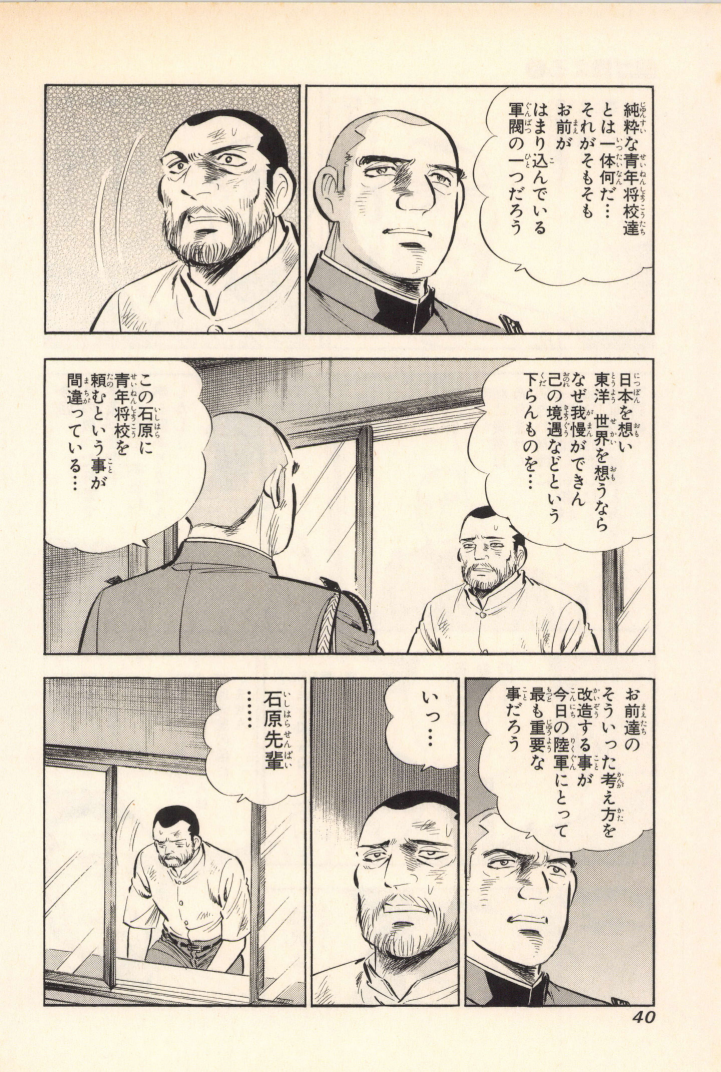 純粋な青年将校達
とは一体何だ…
それがそもそも
お前が
はまり込んでいる
軍閥の一つだろう
日本を想い
東洋 世界を想うなら
なぜ我慢ができん
己の境遇などという
下らんものを…
この石原に
青年将校を
頼むという事が
間違っている…
お前達の
そういった考え方を
改造する事が
今日の陸軍にとって
最も重要な
事だろう
いっ…
石原先輩
……
40